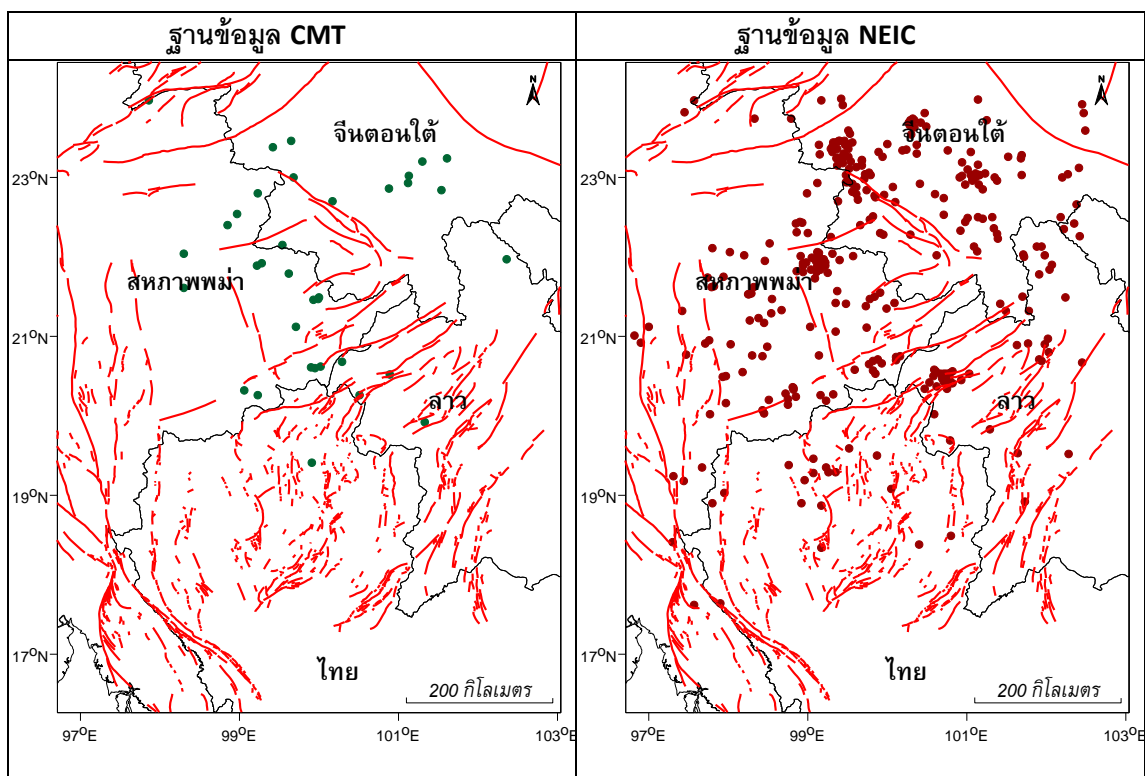 ฐานข้อมูล CMT
N
จีนตอนใต้
23°N
สหภาพพม่า
21°N
ลาว
19°N
17°N
ไทย
200 กิโลเมตร
97°E
99°E
101°E
103°E
ฐานข้อมูล NEIC
N
จีนตอนใต้
23°N
สหภาพพม่า
21°N
ลาว
19°N
17°N
ไทย
200 กิโลเมตร
97°E
99°E
101°E
103°E